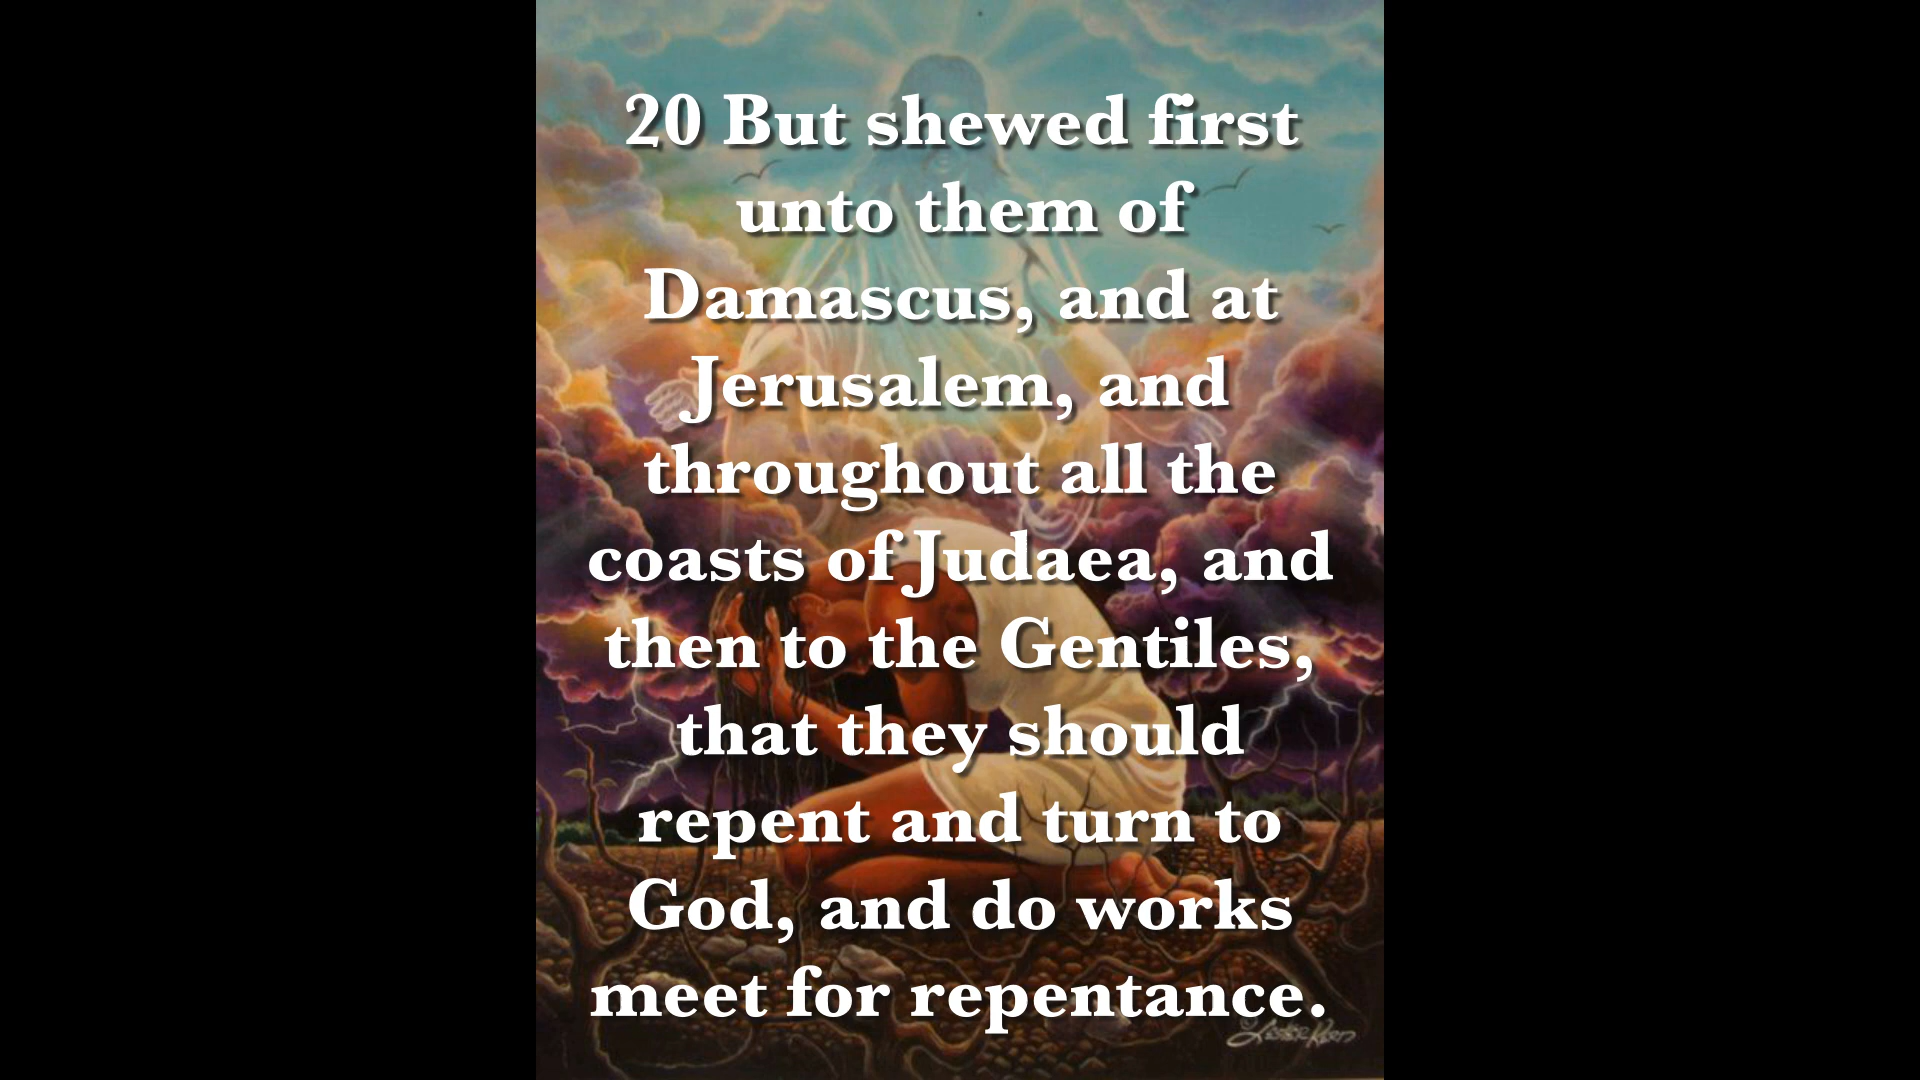 20 But shewed first
unto them of
Damascus, and at
Jerusalem, and
throughout all the
coasts of Judaea, and
then to the Gentiles,
that they should
repent and turn to
God, and do works
meet for repentance.